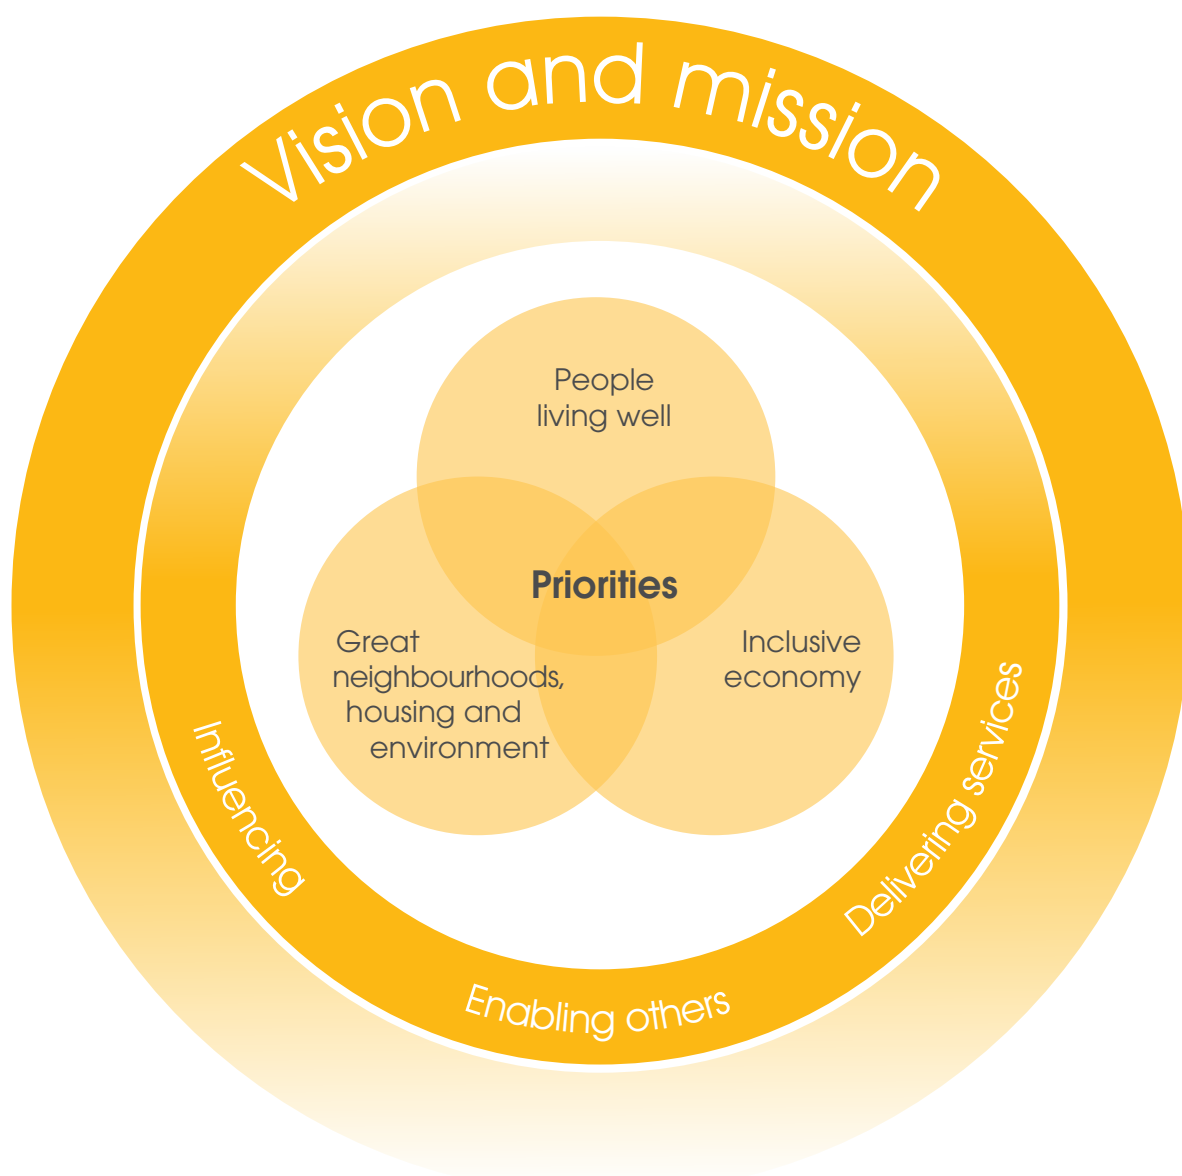 Vision and mission
People
living well
Priorities
Great
neighbourhoods,
housing and
environment
Inclusive
economy
Influencing
Enabling others
Delivering services